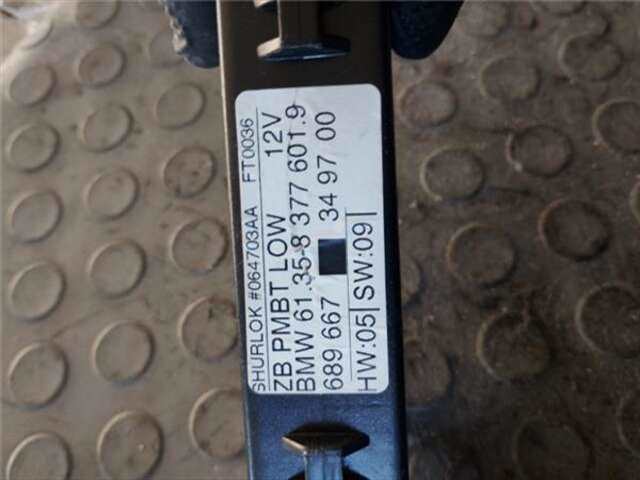 SHURLOK #064703AA FT0036
ZB PMBT LOW 12V
BMW 61.35-8 377 601.9
689 667 34 97 00
HW:05| SW:09|